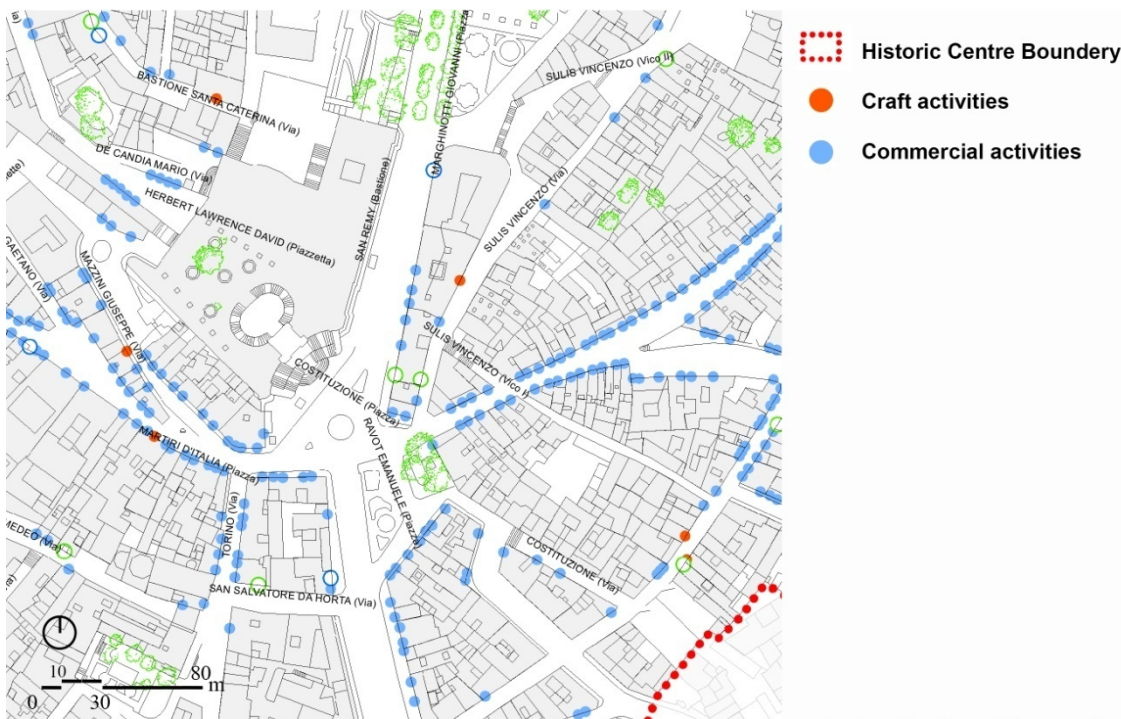 Historic Centre Boundery
Craft activities
Commercial activities
MARGHINOTTI GIOVANNI (Piazza)
SULIS VINCENZO (Vico II)
BASTIONE SANTA CATERINA (Via)
DE CANDIA MARIO (Via)
HERBERT LAWRENCE DAVID (Piazzetta)
SAN REMY (Bastione)
SULIS VINCENZO (Via)
GAETANO (Via)
MAZZINI GIUSEPPE (Via)
SULIS VINCENZO (Vico I)
COSTITUZIONE (Piazza)
RAVOT EMANUELE (Piazza)
MARTIRI D'ITALIA (Piazza)
TORINO (Via)
MEDEO (Via)
COSTITUZIONE (Via)
SAN SALVATORE DA HORTA (Via)
10 80
0 30 m